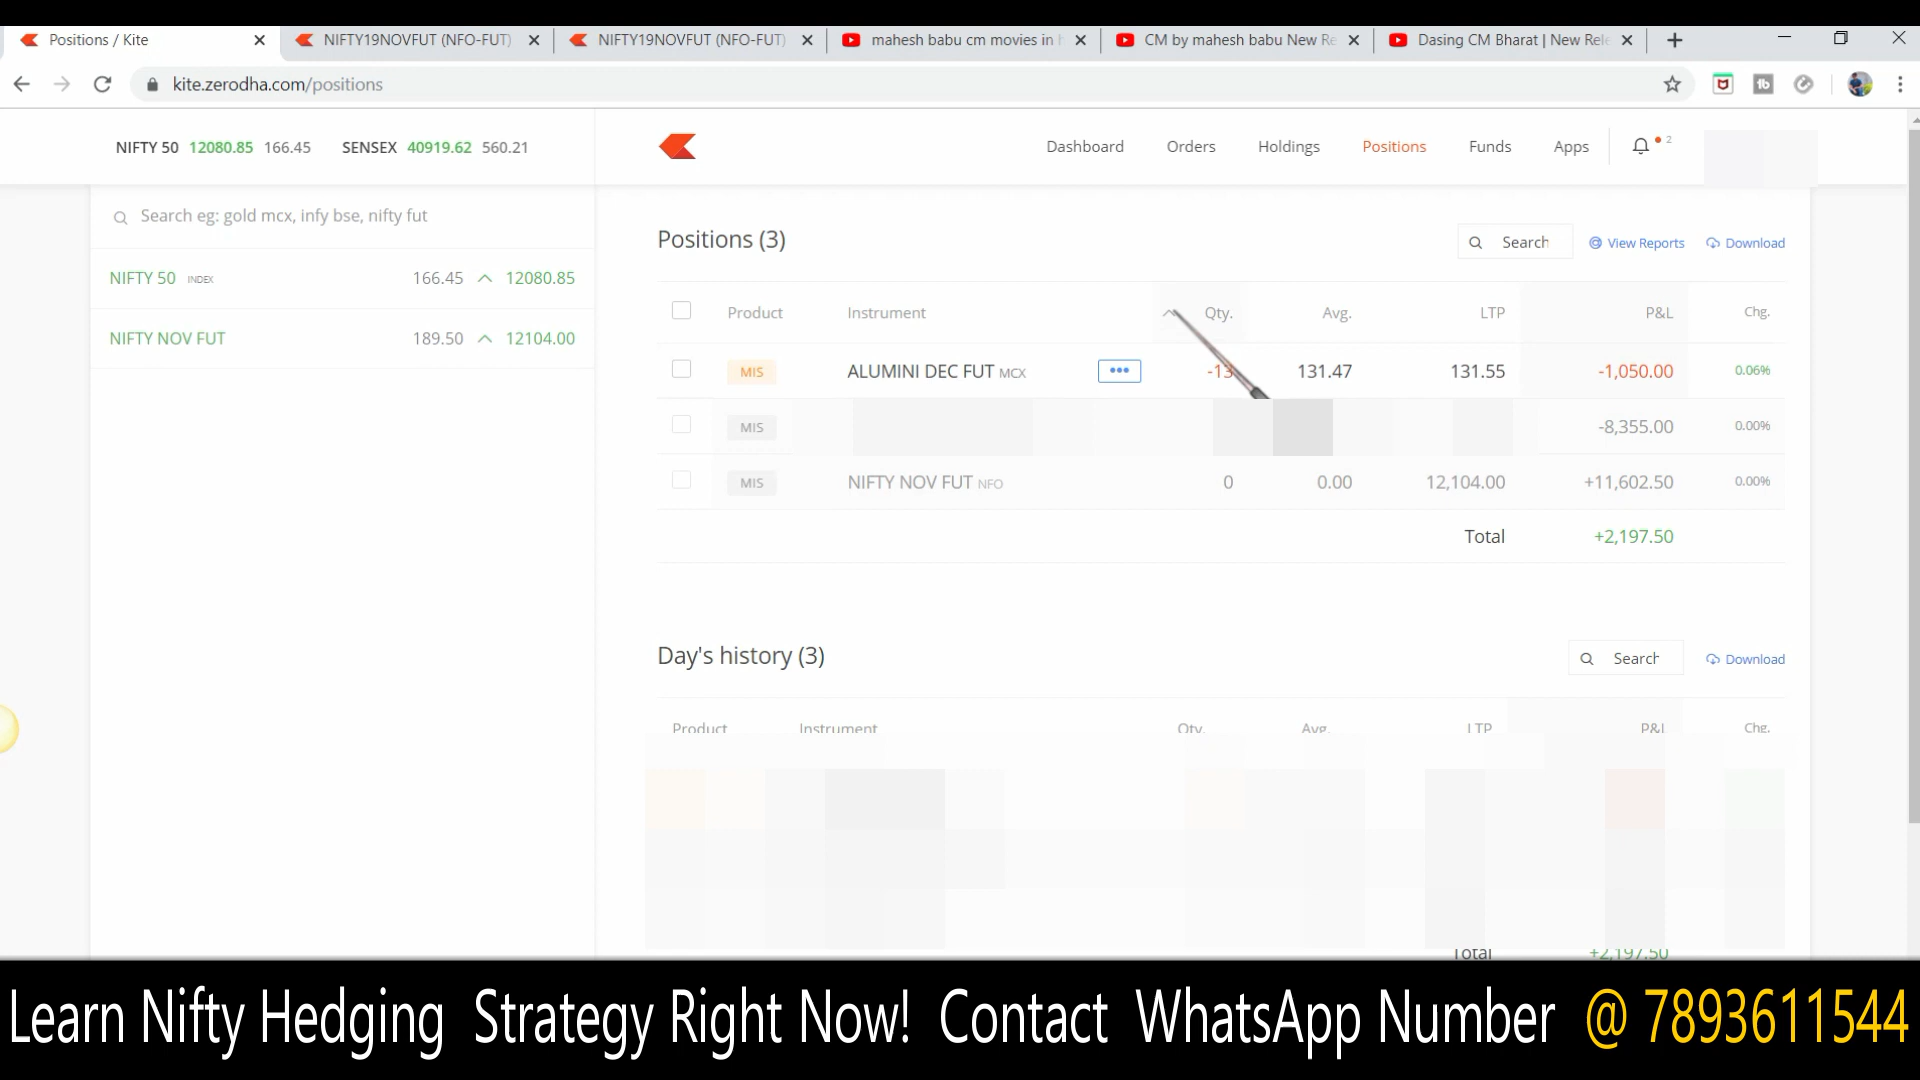 Positions / Kite
NIFTY19NOVFUT (NFO-FUT)
NIFTY19NOVFUT (NFO-FUT)
mahesh babu cm movies in
CM by mahesh babu New Re
Dasing CM Bharat | New Rele
kite.zerodha.com/positions
NIFTY 50 12080.85 166.45 SENSEX 40919.62 560.21
Dashboard Orders Holdings Positions Funds Apps 2
Search eg: gold mcx, infy bse, nifty fut
NIFTY 50 INDEX 166.45 12080.85
NIFTY NOV FUT 189.50 12104.00
Positions (3) Search View Reports Download
Product Instrument Qty. Avg. LTP P&L Chg.
MIS ALUMINI DEC FUT MCX -13 131.47 131.55 -1,050.00 0.06%
MIS -8,355.00 0.00%
MIS NIFTY NOV FUT NFO 0 0.00 12,104.00 +11,602.50 0.00%
Total +2,197.50
Day's history (3) Search Download
Product Instrument Qty. Avg. LTP P&L Chg.
Total +2,197.50
Learn Nifty Hedging Strategy Right Now! Contact WhatsApp Number @ 7893611544